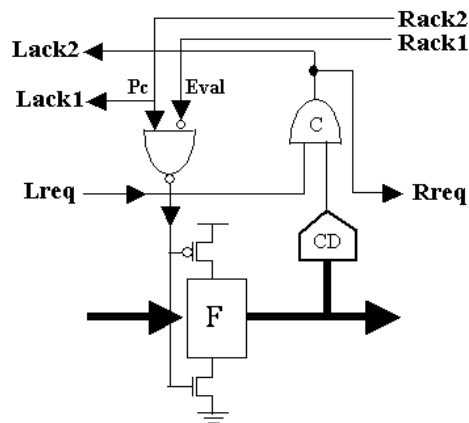 Rack2
Lack2
Rack1
Pc
Eval
Lack1
C
Lreq
Rreq
CD
F